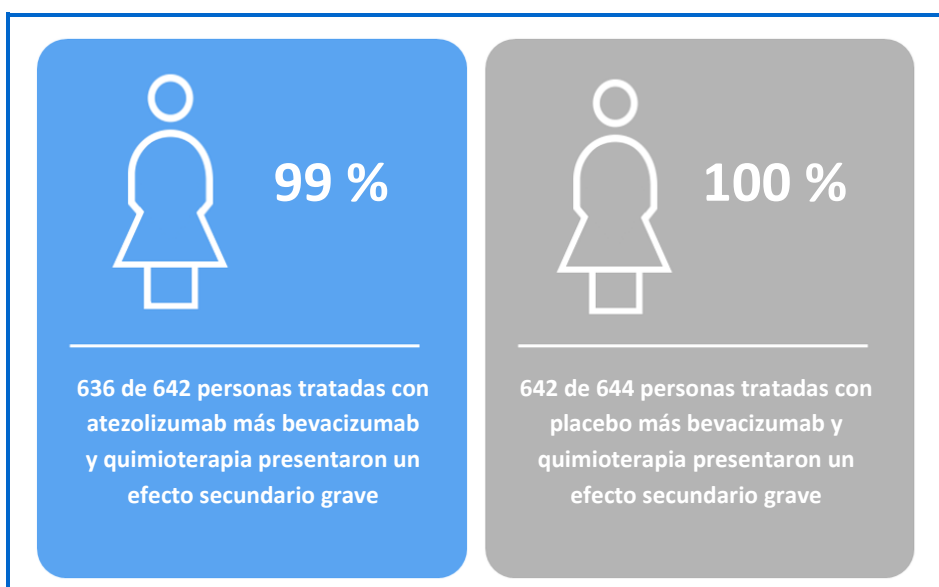 99 %
636 de 642 personas tratadas con
atezolizumab más bevacizumab
y quimioterapia presentaron un
efecto secundario grave
100 %
642 de 644 personas tratadas con
placebo más bevacizumab y
quimioterapia presentaron un
efecto secundario grave